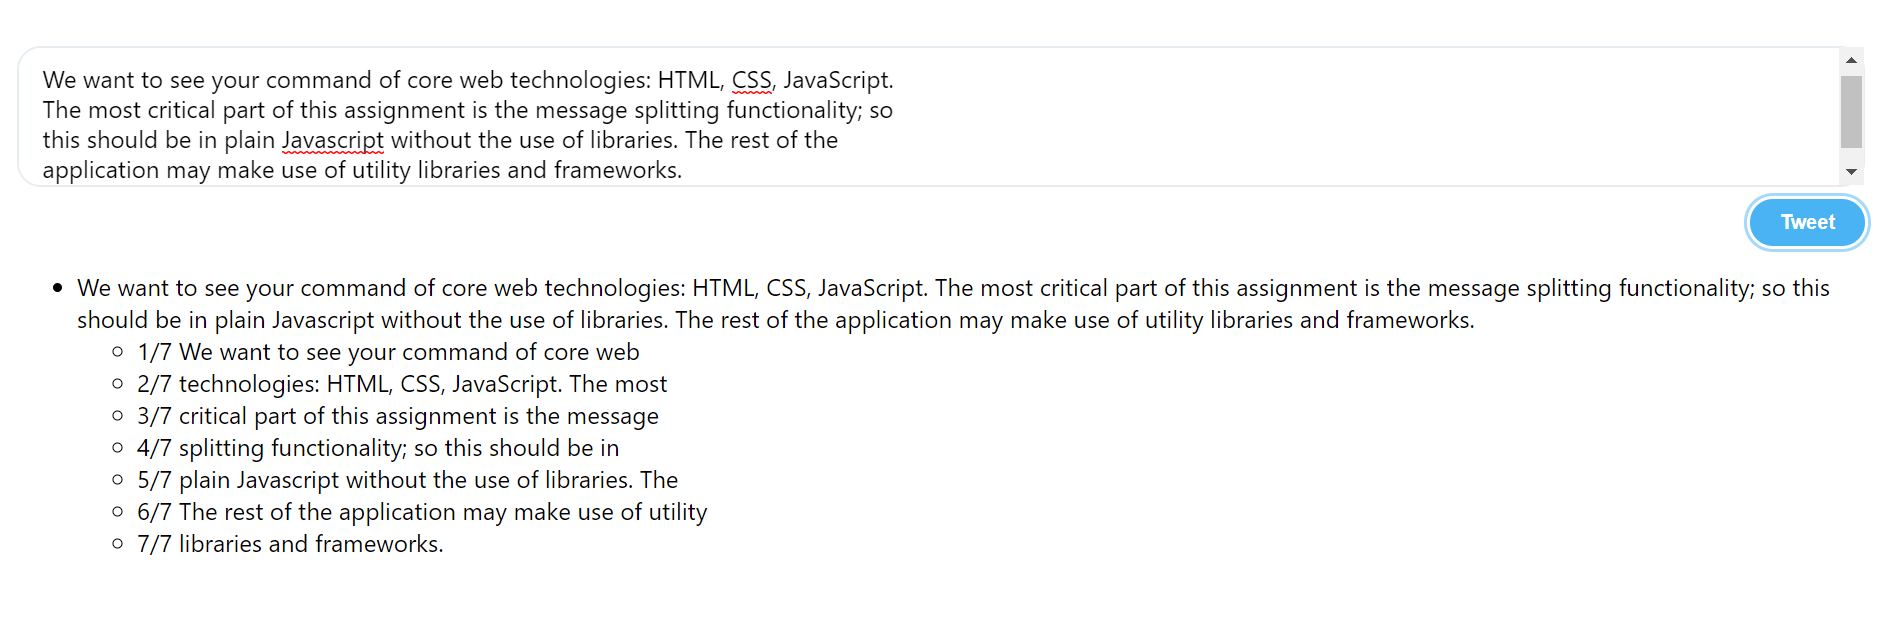 We want to see your command of core web technologies: HTML, CSS, JavaScript.
The most critical part of this assignment is the message splitting functionality; so
this should be in plain Javascript without the use of libraries. The rest of the
application may make use of utility libraries and frameworks.
Tweet
We want to see your command of core web technologies: HTML, CSS, JavaScript. The most critical part of this assignment is the message splitting functionality; so this
should be in plain Javascript without the use of libraries. The rest of the application may make use of utility libraries and frameworks.
1/7 We want to see your command of core web
2/7 technologies: HTML, CSS, JavaScript. The most
3/7 critical part of this assignment is the message
4/7 splitting functionality; so this should be in
5/7 plain Javascript without the use of libraries. The
6/7 The rest of the application may make use of utility
7/7 libraries and frameworks.